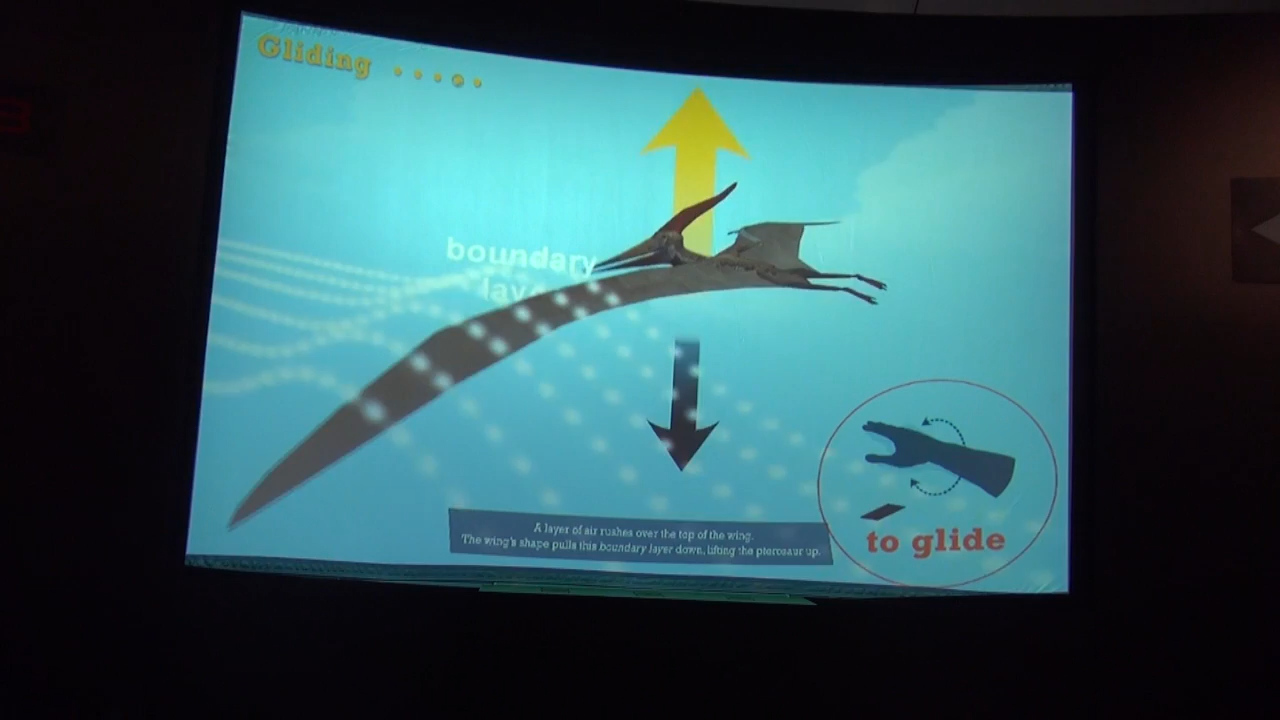 Gliding
boundary
layer
A layer of air rushes over the top of the wing.
The wing's shape pulls this boundary layer down, lifting the pterosaur up.
to glide